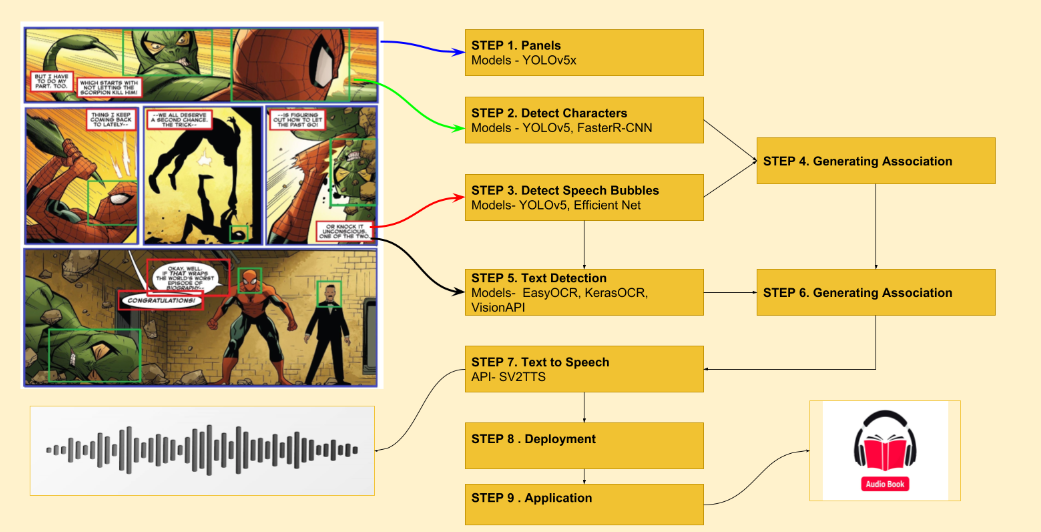 BUT I HAVE
TO DO MY
PART, TOO.
WHICH STARTS WITH
NOT LETTING THE
SCORPION KILL HIM!
THING I KEEP
COMING BACK
TO LATELY--
--WE ALL DESERVE
A SECOND CHANCE.
THE TRICK--
--IS FIGURING
OUT HOW TO LET
THE PAST GO!
OR KNOCK IT
UNCONSCIOUS.
ONE OF THE TWO.
OKAY, WELL,
IF THAT WRAPS
THE WORLD'S WORST
EPISODE OF
BIOGRAPHY--
CONGRATULATIONS!
STEP 1. Panels
Models - YOLOv5x
STEP 2. Detect Characters
Models - YOLOv5, FasterR-CNN
STEP 3. Detect Speech Bubbles
Models- YOLOv5, Efficient Net
STEP 4. Generating Association
STEP 5. Text Detection
Models- EasyOCR, KerasOCR,
VisionAPI
STEP 6. Generating Association
STEP 7. Text to Speech
API- SV2TTS
STEP 8 . Deployment
STEP 9 . Application
Audio Book